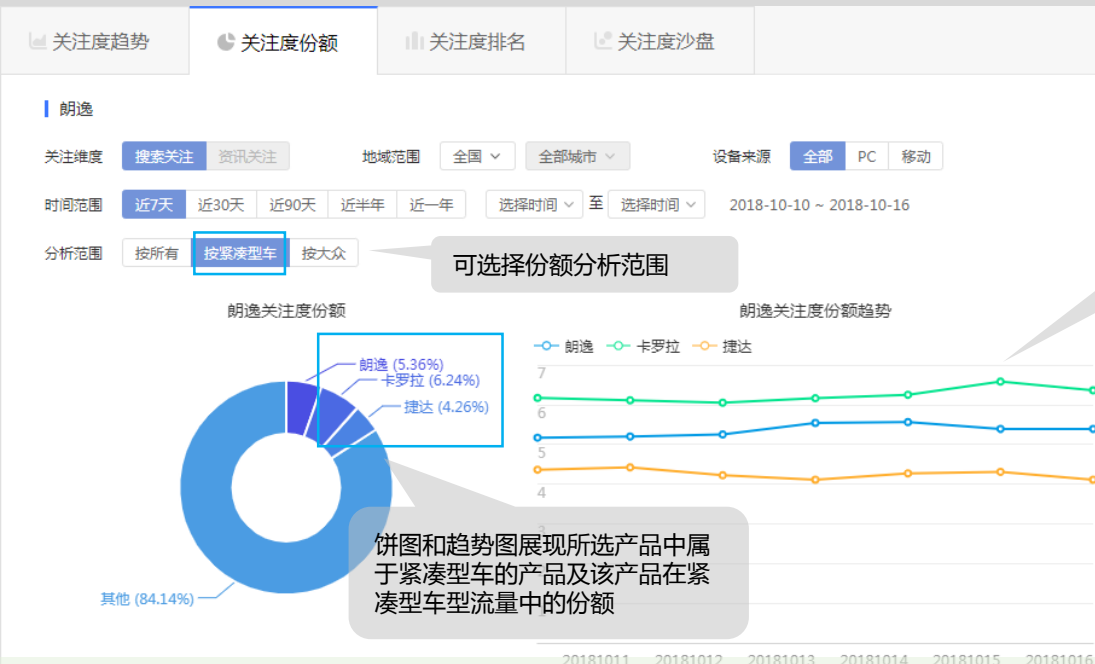 关注度趋势
关注度份额
关注度排名
关注度沙盘
朗逸
关注维度 搜索关注 资讯关注 地域范围 全国 全部城市 设备来源 全部 PC 移动
时间范围 近7天 近30天 近90天 近半年 近一年 选择时间 至 选择时间 2018-10-10 ~ 2018-10-16
分析范围 按所有 按紧凑型车 按大众
可选择份额分析范围
朗逸关注度份额
朗逸 (5.36%)
卡罗拉 (6.24%)
捷达 (4.26%)
其他 (84.14%)
朗逸关注度份额趋势
朗逸 卡罗拉 捷达
7
6
5
4
3
饼图和趋势图展现所选产品中属
于紧凑型车的产品及该产品在紧
凑型车型流量中的份额
20181011 20181012 20181013 20181014 20181015 20181016